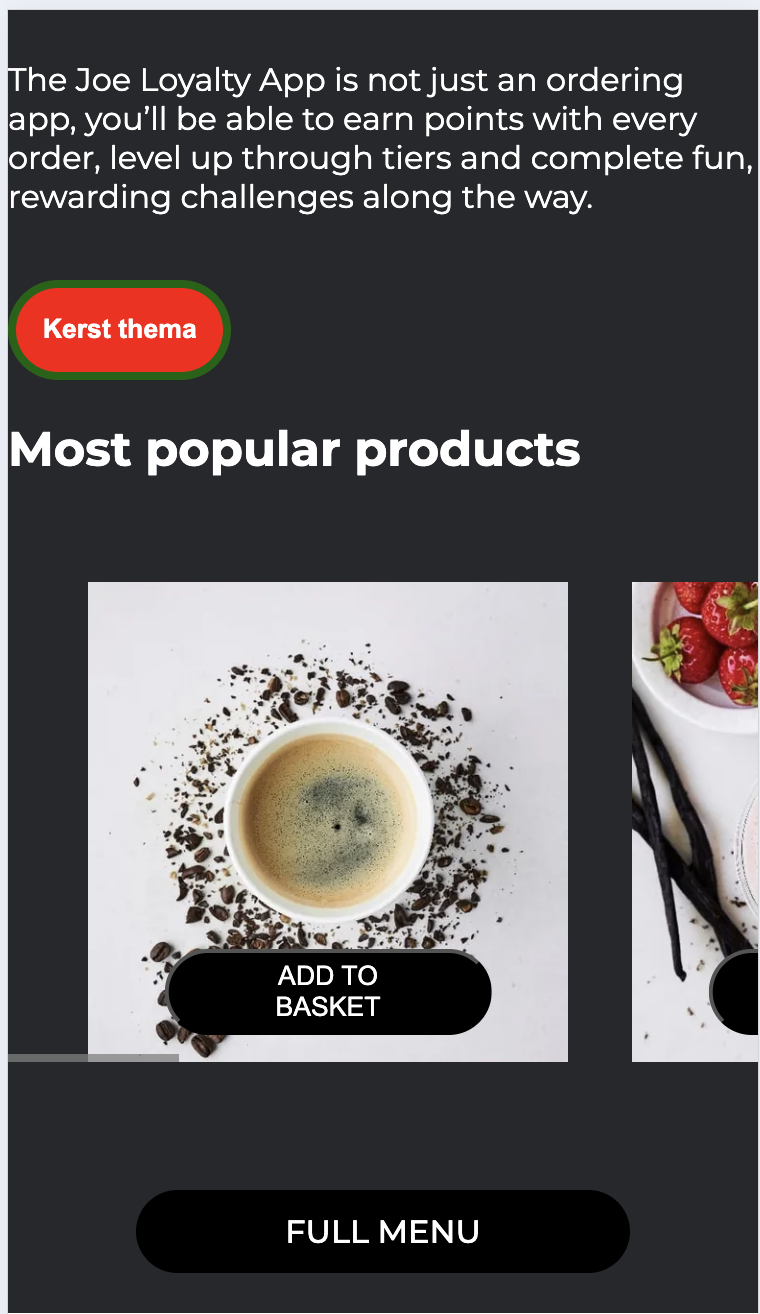 The Joe Loyalty App is not just an ordering
app, you’ll be able to earn points with every
order, level up through tiers and complete fun,
rewarding challenges along the way.
Kerst thema
Most popular products
ADD TO
BASKET
FULL MENU